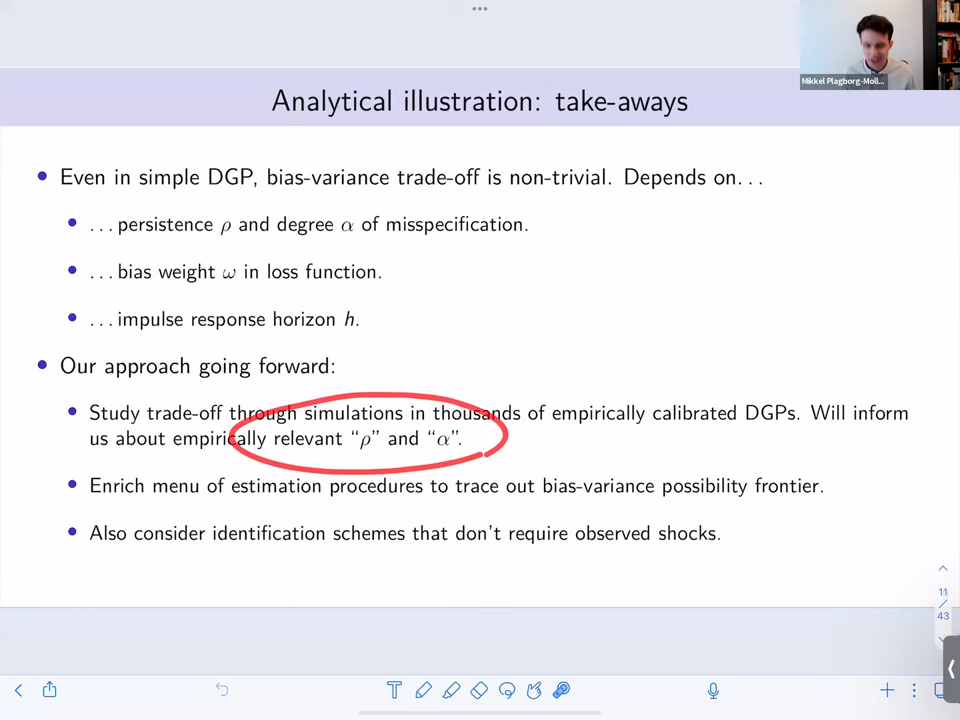 Mikkel Plagborg-Moll...
Analytical illustration: take-aways
• Even in simple DGP, bias-variance trade-off is non-trivial. Depends on...
• ...persistence ρ and degree α of misspecification.
• ...bias weight ω in loss function.
• ...impulse response horizon h.
• Our approach going forward:
• Study trade-off through simulations in thousands of empirically calibrated DGPs. Will inform
us about empirically relevant “ρ” and “α”.
• Enrich menu of estimation procedures to trace out bias-variance possibility frontier.
• Also consider identification schemes that don't require observed shocks.
11
/
43